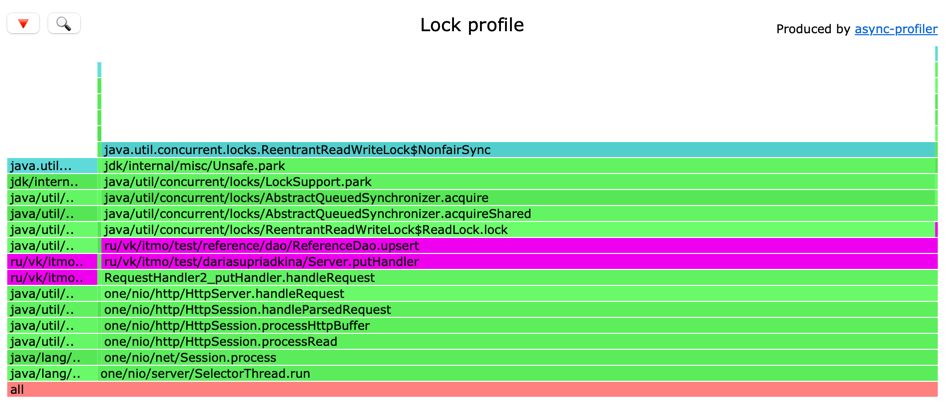 Lock profile
Produced by async-profiler
java.util.concurrent.locks.ReentrantReadWriteLock$NonfairSync
java.util... jdk/internal/misc/Unsafe.park
jdk/intern.. java/util/concurrent/locks/LockSupport.park
java/util/.. java/util/concurrent/locks/AbstractQueuedSynchronizer.acquire
java/util/.. java/util/concurrent/locks/AbstractQueuedSynchronizer.acquireShared
java/util/.. java/util/concurrent/locks/ReentrantReadWriteLock$ReadLock.lock
java/util/.. ru/vk/itmo/test/reference/dao/ReferenceDao.upsert
ru/vk/itmo.. ru/vk/itmo/test/dariasupriadkina/Server.putHandler
ru/vk/itmo.. RequestHandler2_putHandler.handleRequest
java/util/.. one/nio/http/HttpServer.handleRequest
java/util/.. one/nio/http/HttpSession.handleParsedRequest
java/util/.. one/nio/http/HttpSession.processHttpBuffer
java/util/.. one/nio/http/HttpSession.processRead
java/lang/.. one/nio/net/Session.process
java/lang/.. one/nio/server/SelectorThread.run
all